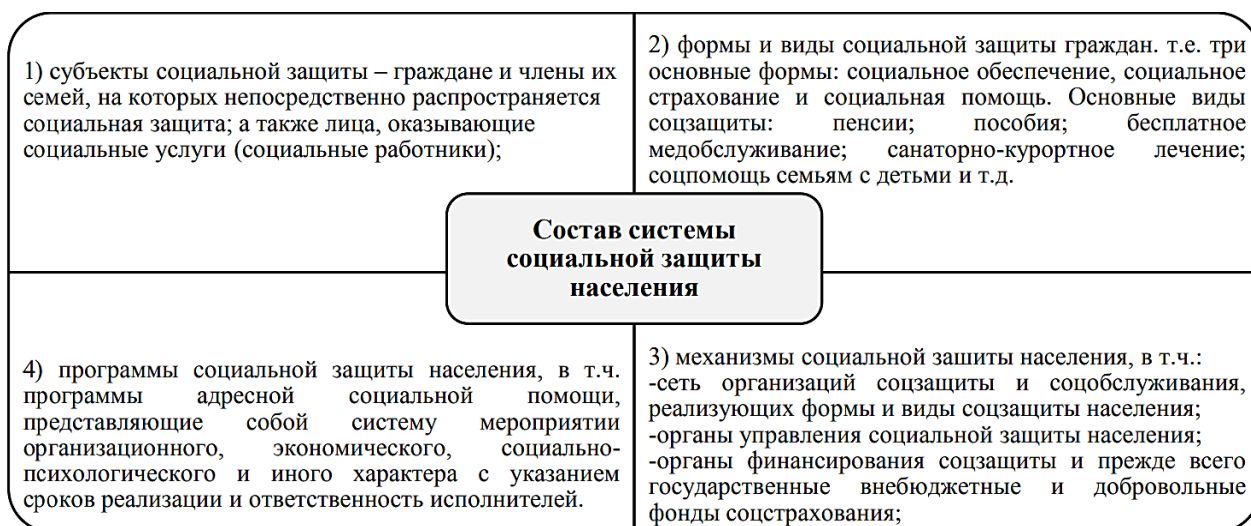 1) субъекты социальной защиты – граждане и члены их
семей, на которых непосредственно распространяется
социальная защита; а также лица, оказывающие
социальные услуги (социальные работники);
2) формы и виды социальной защиты граждан. т.е. три
основные формы: социальное обеспечение, социальное
страхование и социальная помощь. Основные виды
соцзащиты: пенсии; пособия; бесплатное
медобслуживание; санаторно-курортное лечение;
соцпомощь семьям с детьми и т.д.
Состав системы
социальной защиты
населения
4) программы социальной защиты населения, в т.ч.
программы адресной социальной помощи,
представляющие собой систему мероприятии
организационного, экономического, социально-
психологического и иного характера с указанием
сроков реализации и ответственность исполнителей.
3) механизмы социальной зашиты населения, в т.ч.:
-сеть организаций соцзащиты и соцобслуживания,
реализующих формы и виды соцзащиты населения;
-органы управления социальной защиты населения;
-органы финансирования соцзащиты и прежде всего
государственные внебюджетные и добровольные
фонды соцстрахования;